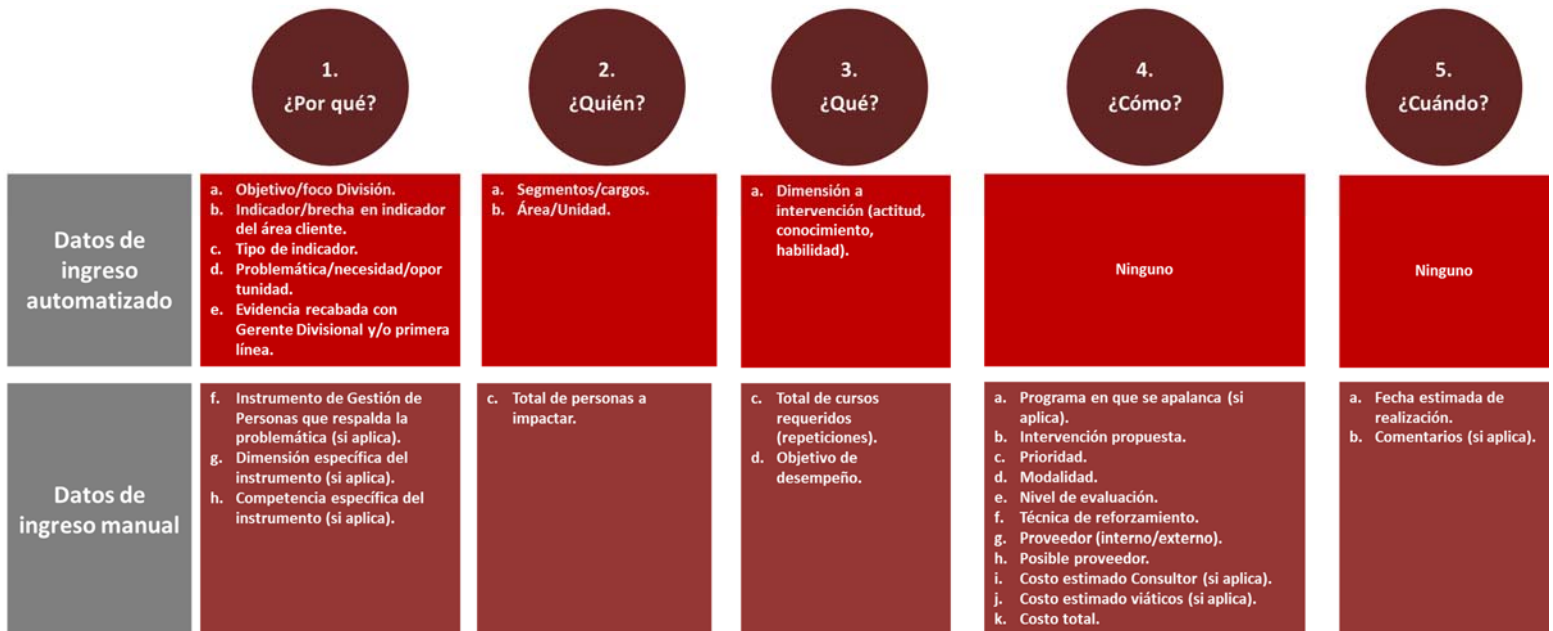 1.
¿Por qué?
2.
¿Quién?
3.
¿Qué?
4.
¿Cómo?
5.
¿Cuándo?
Datos de
ingreso
automatizado
a. Objetivo/foco División.
b. Indicador/brecha en indicador
del área cliente.
c. Tipo de indicador.
d. Problemática/necesidad/opor
tunidad.
e. Evidencia recabada con
Gerente Divisional y/o primera
línea.
a. Segmentos/cargos.
b. Área/Unidad.
a. Dimensión a
intervención (actitud,
conocimiento,
habilidad).
Ninguno
Ninguno
Datos de
ingreso manual
f. Instrumento de Gestión de
Personas que respalda la
problemática (si aplica).
g. Dimensión específica del
instrumento (si aplica).
h. Competencia específica del
instrumento (si aplica).
c. Total de personas a
impactar.
c. Total de cursos
requeridos
(repeticiones).
d. Objetivo de
desempeño.
a. Programa en que se apalanca (si
aplica).
b. Intervención propuesta.
c. Prioridad.
d. Modalidad.
e. Nivel de evaluación.
f. Técnica de reforzamiento.
g. Proveedor (interno/externo).
h. Posible proveedor.
i. Costo estimado Consultor (si aplica).
j. Costo estimado viáticos (si aplica).
k. Costo total.
a. Fecha estimada de
realización.
b. Comentarios (si aplica).